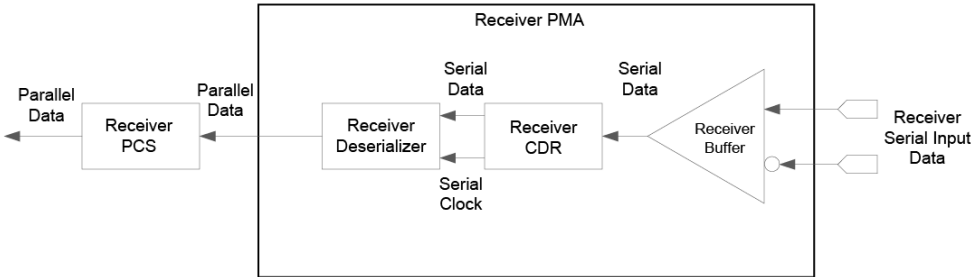 Receiver PMA
Parallel
Data
Receiver
PCS
Parallel
Data
Receiver
Deserializer
Serial
Data
Serial
Clock
Receiver
CDR
Serial
Data
Receiver
Buffer
Receiver
Serial Input
Data